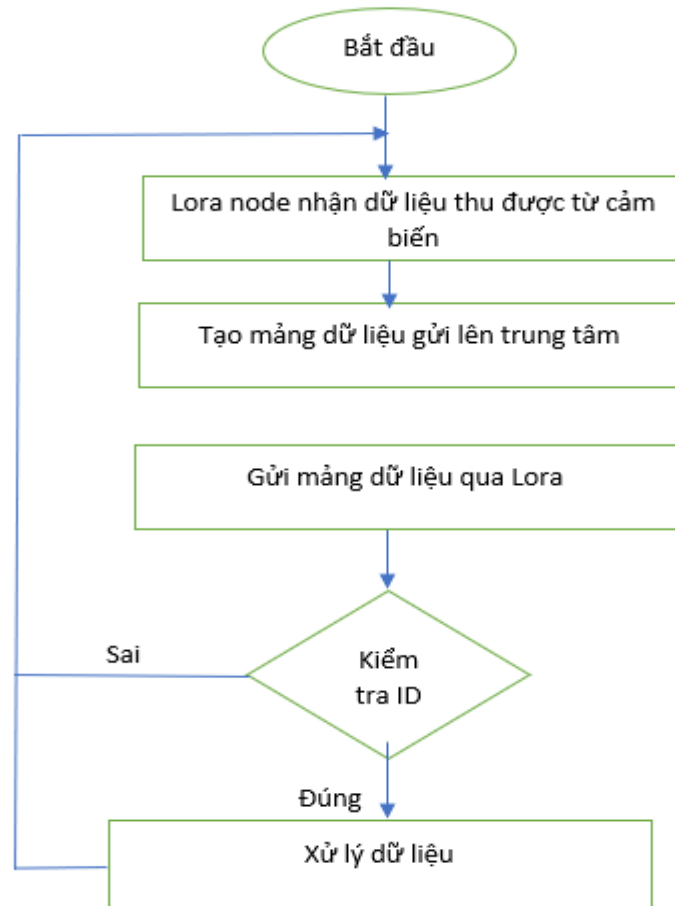 Bắt đầu
Lora node nhận dữ liệu thu được từ cảm
biến
Tạo mảng dữ liệu gửi lên trung tâm
Gửi mảng dữ liệu qua Lora
Sai
Kiểm
tra ID
Đúng
Xử lý dữ liệu